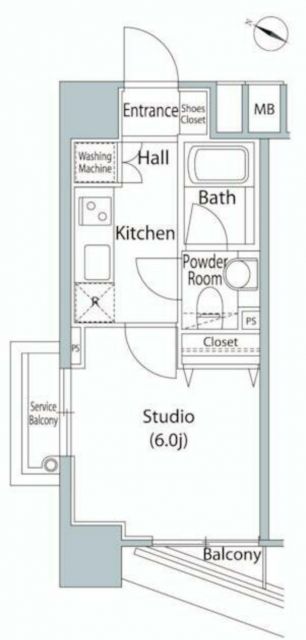 N
Entrance
Shoes
Closet
MB
Washing
Machine
Hall
Bath
Kitchen
Powder
Room
R
PS
Closet
PS
Service
Balcony
Studio
(6.0j)
Balcony